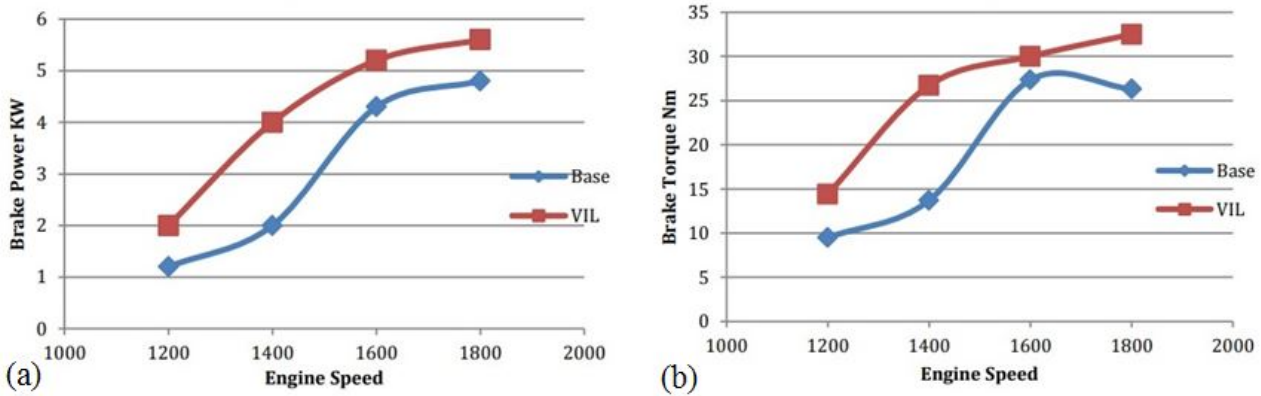 6
5
4
3
2
1
0
Brake Power KW
1000 1200 1400 1600 1800 2000
Engine Speed
Base
VIL
(a)
35
30
25
20
15
10
5
0
Brake Torque Nm
1000 1200 1400 1600 1800 2000
Engine Speed
Base
VIL
(b)